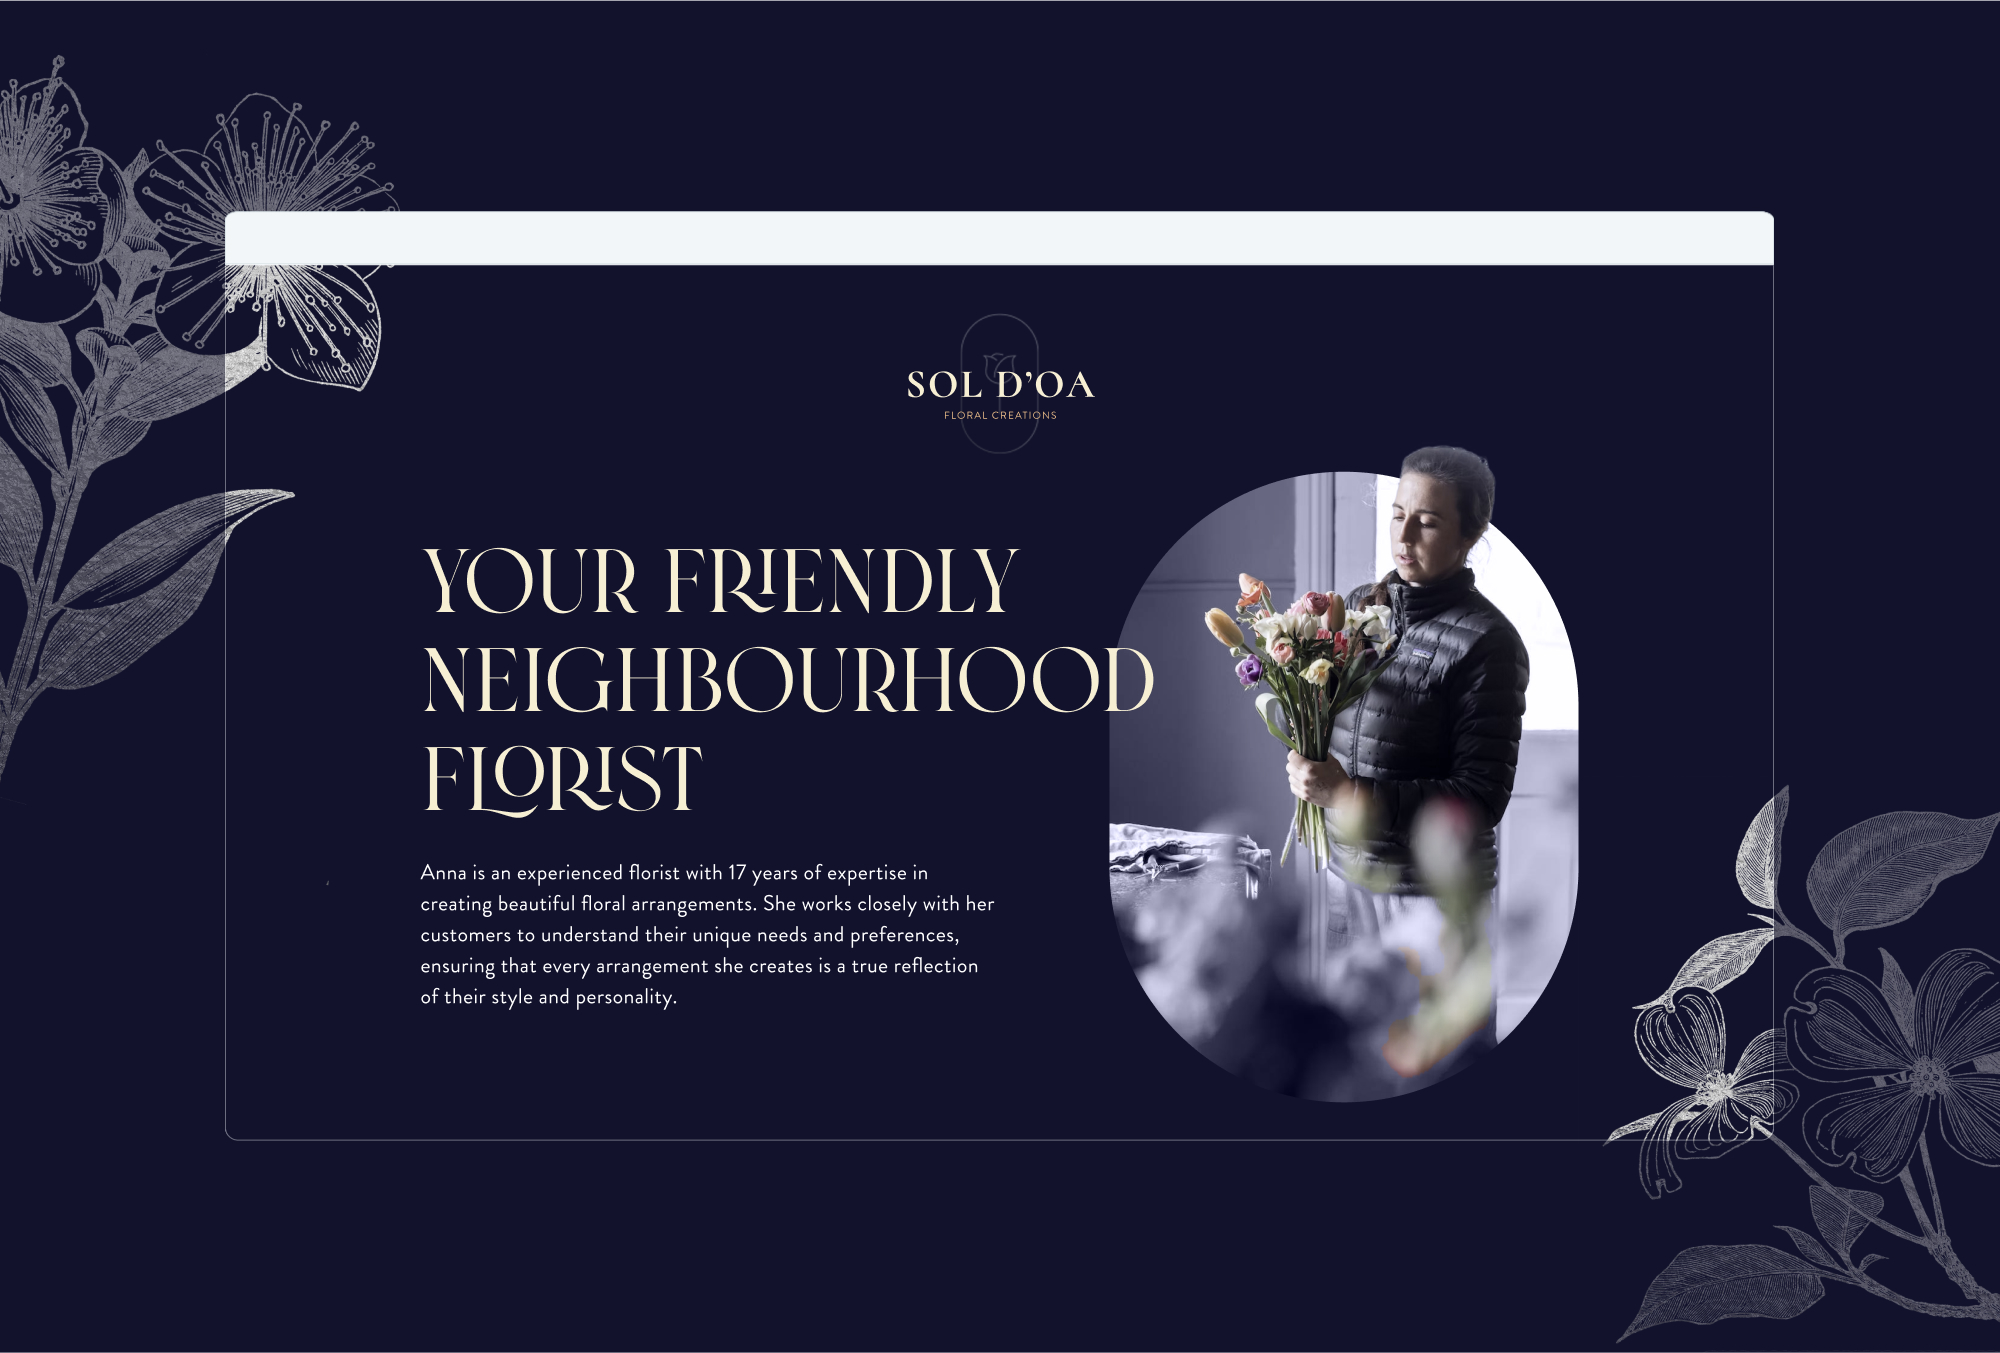 SOL D’OA
FLORAL CREATIONS
YOUR FRIENDLY
NEIGHBOURHOOD
FLORIST
Anna is an experienced florist with 17 years of expertise in
creating beautiful floral arrangements. She works closely with her
customers to understand their unique needs and preferences,
ensuring that every arrangement she creates is a true reflection
of their style and personality.